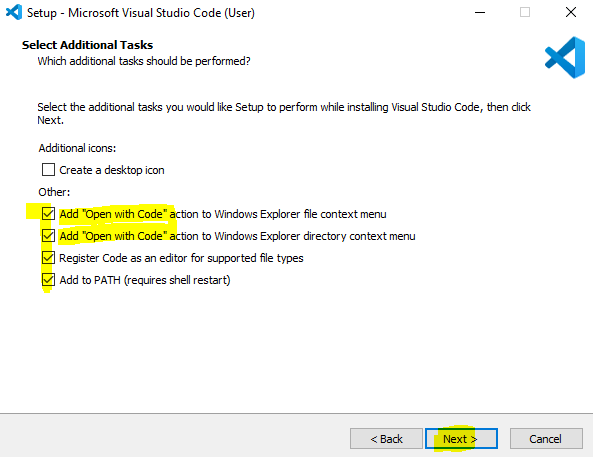 Setup - Microsoft Visual Studio Code (User)
Select Additional Tasks
Which additional tasks should be performed?
Select the additional tasks you would like Setup to perform while installing Visual Studio Code, then click
Next.
Additional icons:
Create a desktop icon
Other:
Add "Open with Code" action to Windows Explorer file context menu
Add "Open with Code" action to Windows Explorer directory context menu
Register Code as an editor for supported file types
Add to PATH (requires shell restart)
< Back
Next >
Cancel